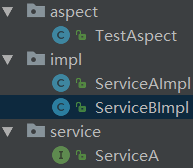 aspect
C TestAspect
impl
C ServiceAImpl
C ServiceBImpl
service
I ServiceA